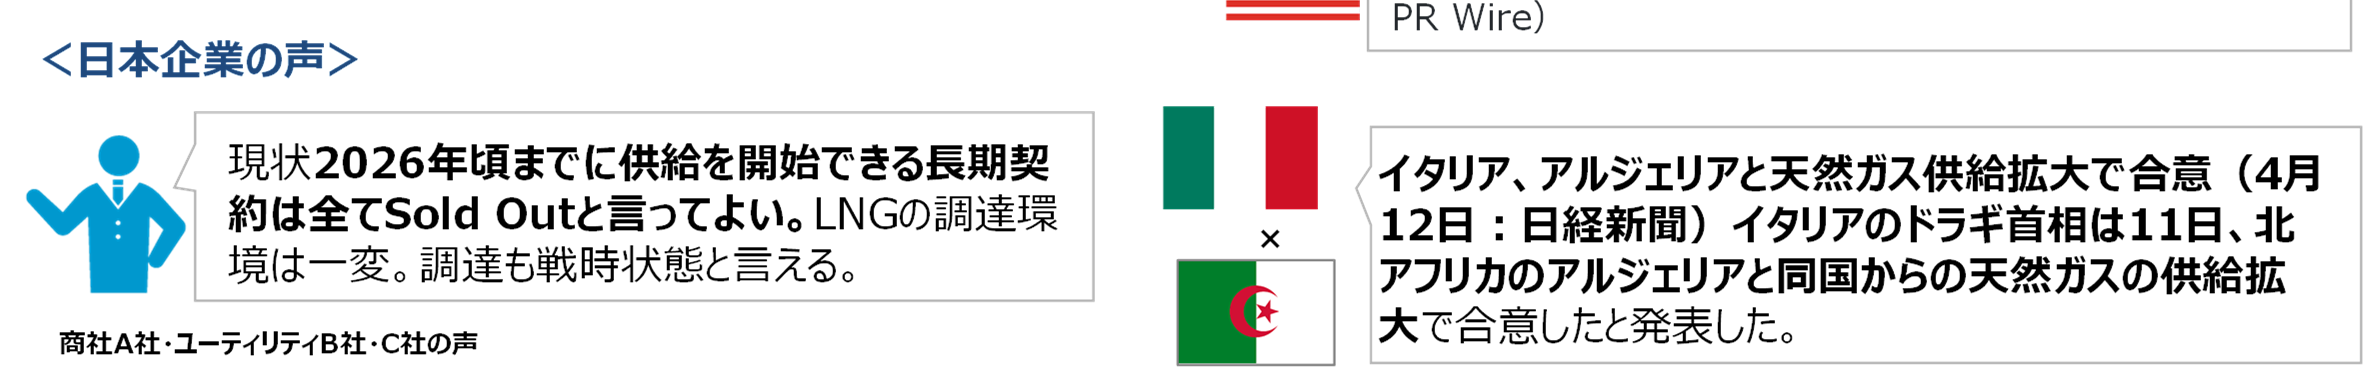 PR Wire）
＜日本企業の声＞
現状2026年頃までに供給を開始できる長期契
約は全てSold Outと言ってよい。LNGの調達環
境は一変。調達も戦時状態と言える。
商社A社・ユーティリティB社・C社の声
×
イタリア、アルジェリアと天然ガス供給拡大で合意（4月
12日：日経新聞）イタリアのドラギ首相は11日、北
アフリカのアルジェリアと同国からの天然ガスの供給拡
大で合意したと発表した。